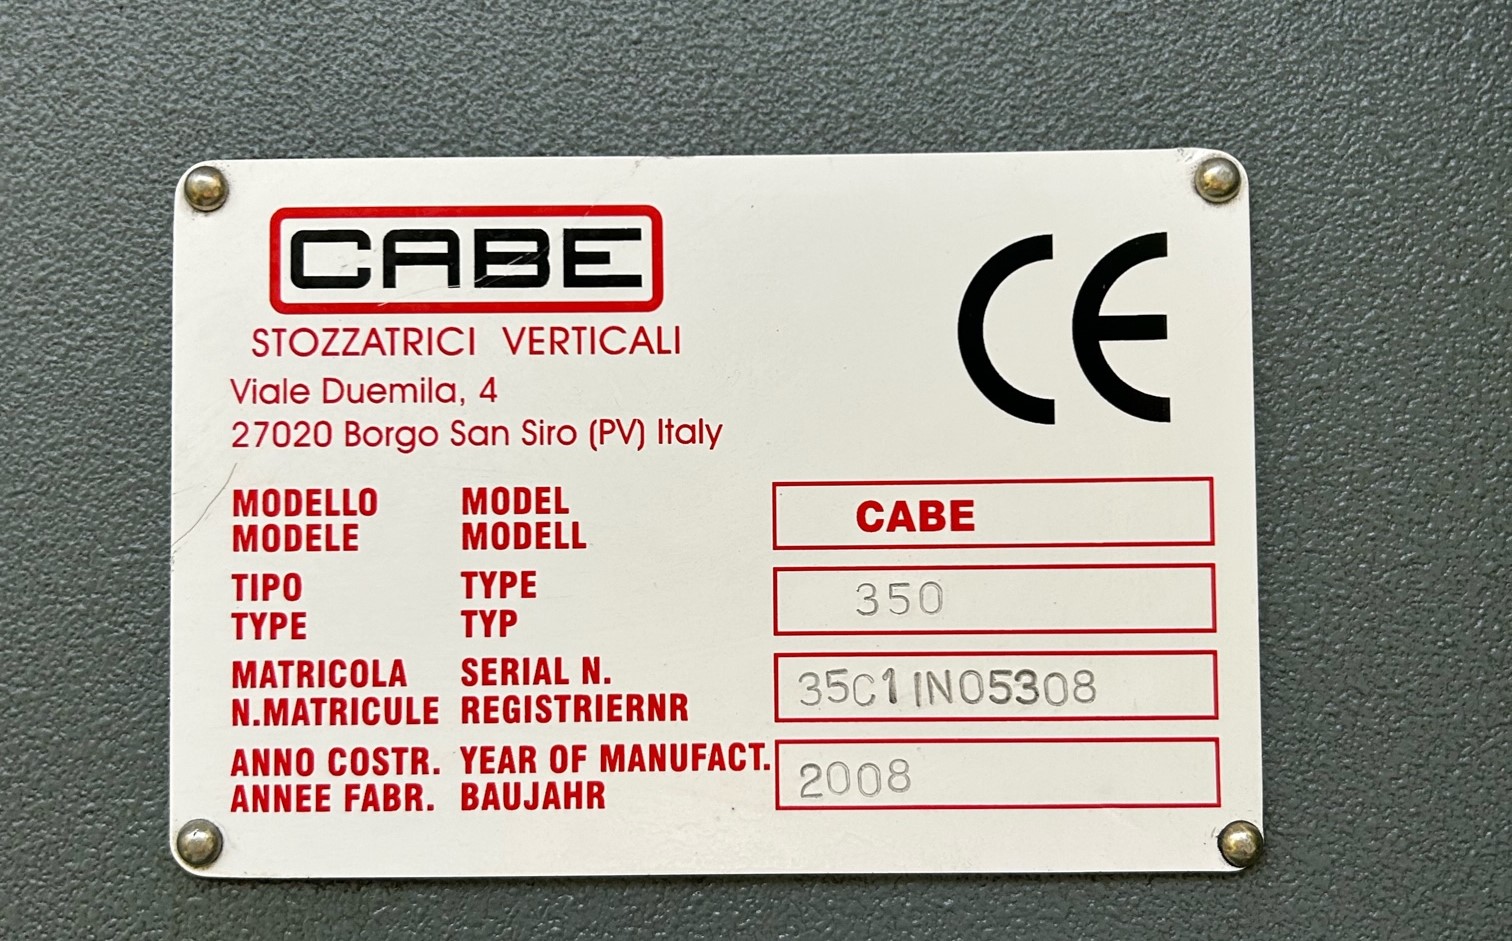 CABE
STOZZATRICI VERTICALI
Viale Duemila, 4
27020 Borgo San Siro (PV) Italy
CE
MODELLO MODEL CABE
MODELE MODELL
TIPO TYPE 350
TYPE TYP
MATRICOLA SERIAL N. 35C1IN05308
N.MATRICULE REGISTRIERNR
ANNO COSTR. YEAR OF MANUFACT. 2008
ANNEE FABR. BAUJAHR